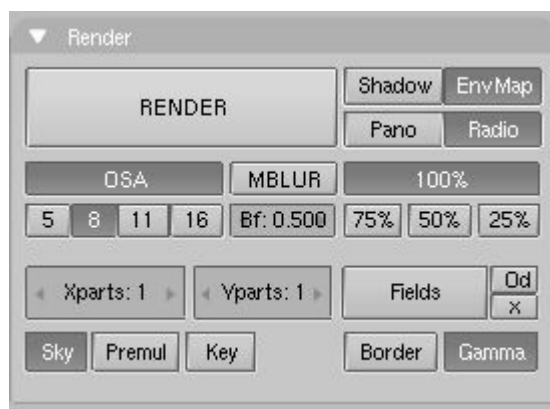 Render
RENDER
Shadow EnvMap
Pano Radio
OSA MBLUR 100%
5 8 11 16 Bf: 0.500 75% 50% 25%
Xparts: 1 Yparts: 1 Fields Od
x
Sky Premul Key Border Gamma